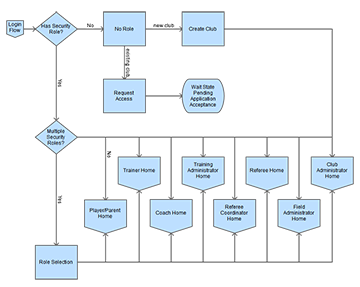 Login
Flow
Has Security
Role?
No
No Role
new club
Create Club
existing club
Yes
Request
Access
Wait State
Pending
Application
Acceptance
Multiple
Security
Roles?
No
Trainer Home
Training
Administrator
Home
Referee Home
Club
Administrator
Home
Yes
Player/Parent
Home
Coach Home
Referee
Coordinator
Home
Field
Administrator
Home
Role Selection